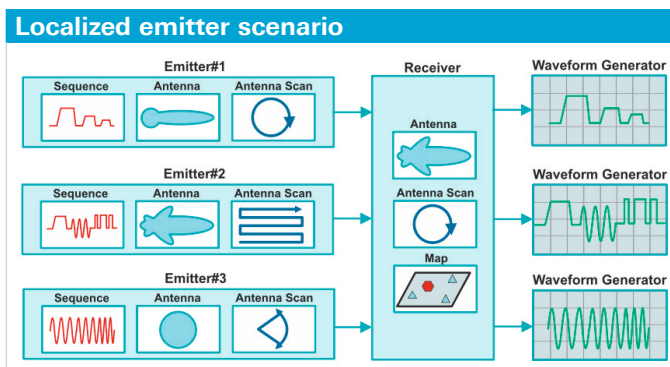 Localized emitter scenario
Emitter#1
Sequence
Antenna
Antenna Scan
Emitter#2
Sequence
Antenna
Antenna Scan
Emitter#3
Sequence
Antenna
Antenna Scan
Receiver
Antenna
Antenna Scan
Map
Waveform Generator
Waveform Generator
Waveform Generator